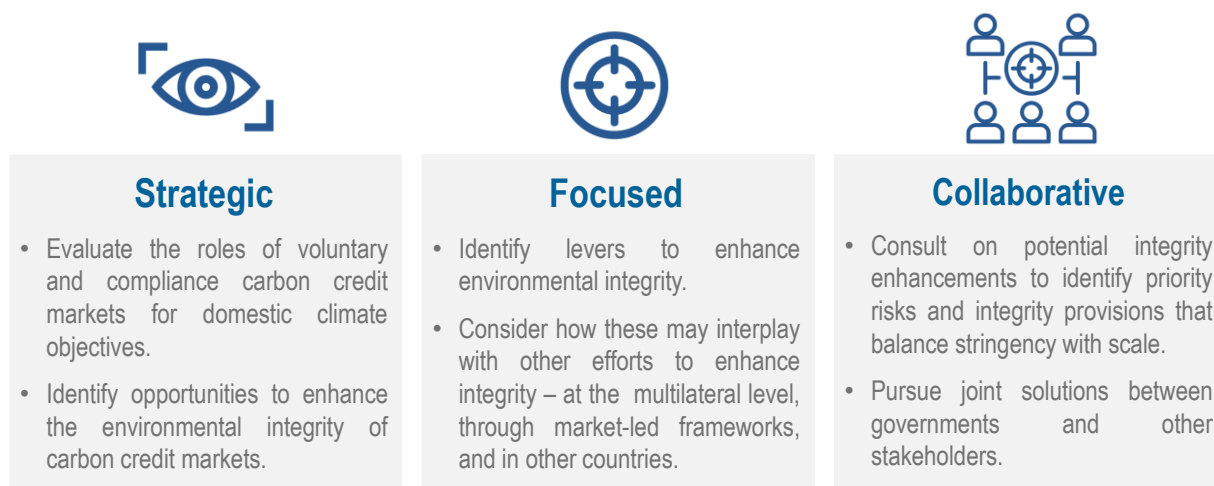 Strategic
• Evaluate the roles of voluntary
and compliance carbon credit
markets for domestic climate
objectives.
• Identify opportunities to enhance
the environmental integrity of
carbon credit markets.
Focused
• Identify levers to enhance
environmental integrity.
• Consider how these may interplay
with other efforts to enhance
integrity – at the multilateral level,
through market-led frameworks,
and in other countries.
Collaborative
• Consult on potential integrity
enhancements to identify priority
risks and integrity provisions that
balance stringency with scale.
• Pursue joint solutions between
governments and other
stakeholders.